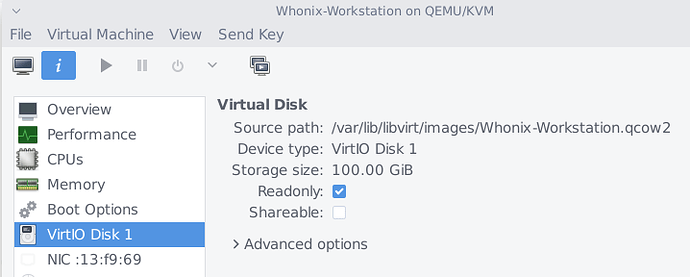 Whonix-Workstation on QEMU/KVM
File Virtual Machine View Send Key
Overview
Performance
CPUs
Memory
Boot Options
VirtIO Disk 1
NIC :13:f9:69
Virtual Disk
Source path: /var/lib/libvirt/images/Whonix-Workstation.qcow2
Device type: VirtIO Disk 1
Storage size: 100.00 GiB
Readonly:
Shareable:
Advanced options